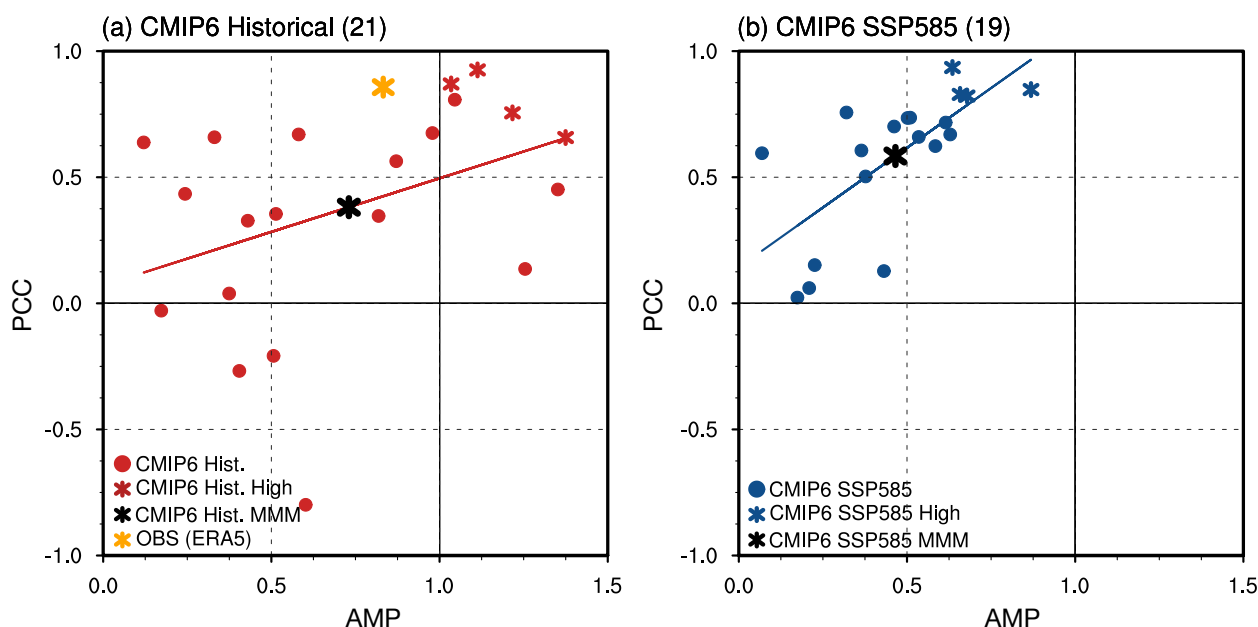 (a) CMIP6 Historical (21)
1.0
0.5
0.0
-0.5
-1.0
PCC
CMIP6 Hist.
CMIP6 Hist. High
CMIP6 Hist. MMM
OBS (ERA5)
0.0 0.5 1.0 1.5
AMP
(b) CMIP6 SSP585 (19)
1.0
0.5
0.0
-0.5
-1.0
PCC
CMIP6 SSP585
CMIP6 SSP585 High
CMIP6 SSP585 MMM
0.0 0.5 1.0 1.5
AMP